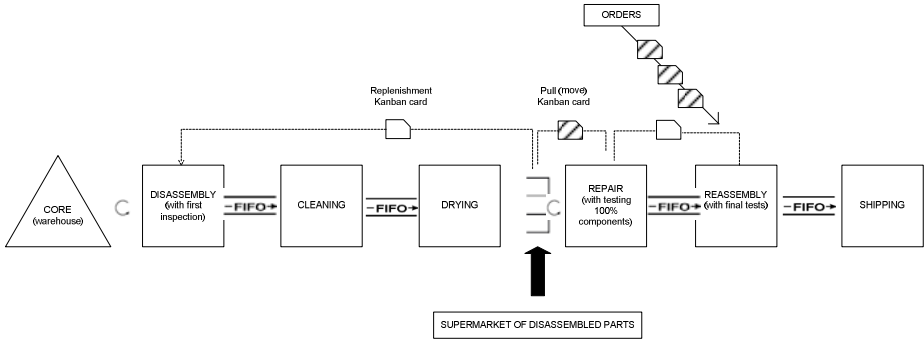 ORDERS
Replenishment
Kanban card
Pull (move)
Kanban card
CORE
(warehouse)
DISASSEMBLY
(with first
inspection)
FIFO
CLEANING
FIFO
DRYING
REPAIR
(with testing
100%
components)
FIFO
REASSEMBLY
(with final tests)
FIFO
SHIPPING
SUPERMARKET OF DISASSEMBLED PARTS